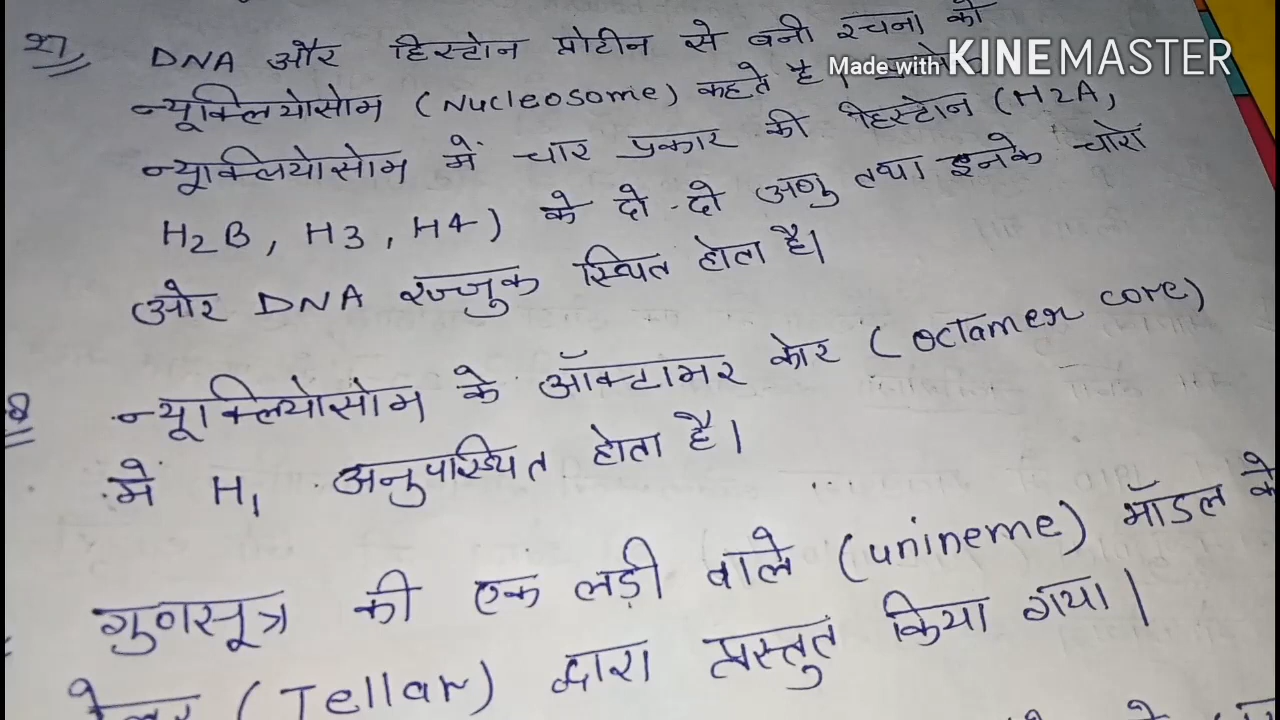 27, DNA और हिस्टोन प्रोटीन से बनी रचना को
Made with KINEMASTER
न्यूक्लियोसोम (Nucleosome) कहते है।
न्यूक्लियोसोम में चार प्रकार की हिस्टोन (H2A,
H2B, H3, H4) के दो-दो अणु तथा इनके चोरो
ओर DNA रज्जुक स्थित होता है।
8 न्यूक्लियोसोम के ऑक्टामर कोर (Octamer core)
में H1 अनुपस्थित होता है।
गुणसूत्र की एक लड़ी वाले (unineme) मॉडल के
(Tellar) द्वारा प्रस्तुत किया गया।